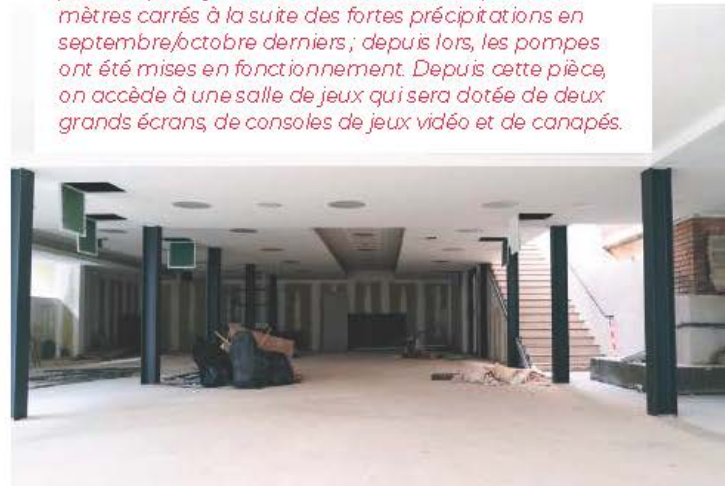 mètres carrés à la suite des fortes précipitations en
septembre/octobre derniers ; depuis lors, les pompes
ont été mises en fonctionnement. Depuis cette pièce,
on accède à une salle de jeux qui sera dotée de deux
grands écrans, de consoles de jeux vidéo et de canapés.